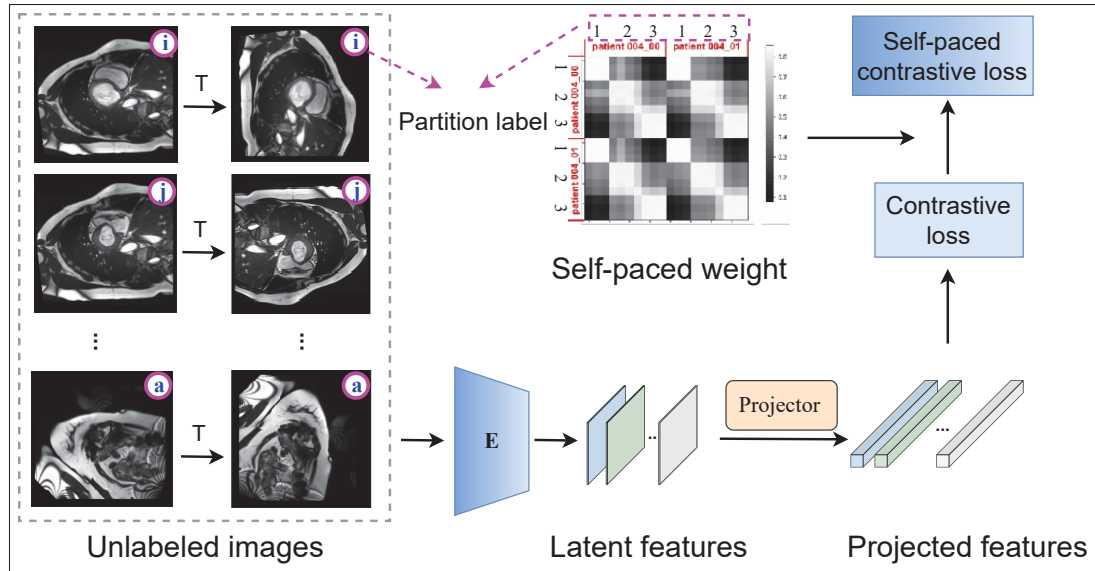 i
T
i
j
T
j
...
a
T
a
Unlabeled images
Partition label
1 2 3 1 2 3
patient 004_00 patient 004_01
1
2
3
patient 004_00
1
2
3
patient 004_01
Self-paced weight
Self-paced
contrastive loss
Contrastive
loss
E
..
Latent features
Projector
...
Projected features